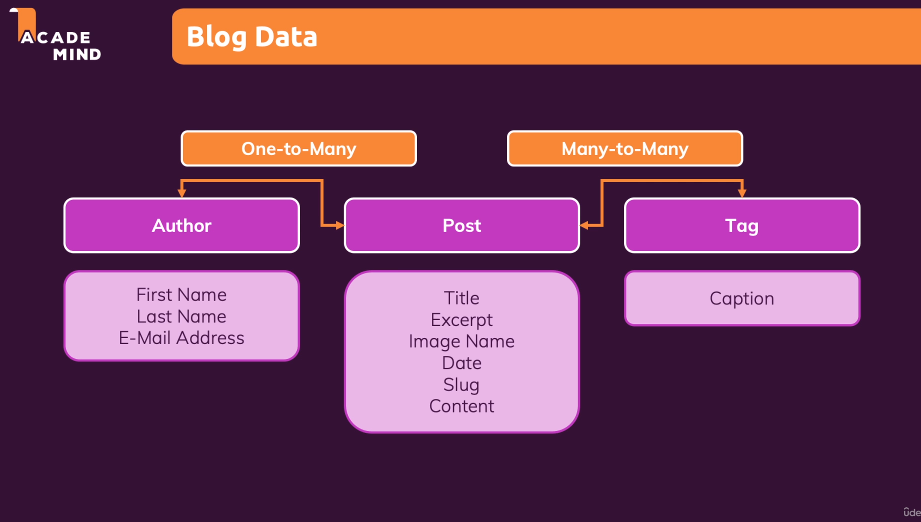 ACADE
MIND
Blog Data
One-to-Many
Many-to-Many
Author
Post
Tag
First Name
Last Name
E-Mail Address
Title
Excerpt
Image Name
Date
Slug
Content
Caption